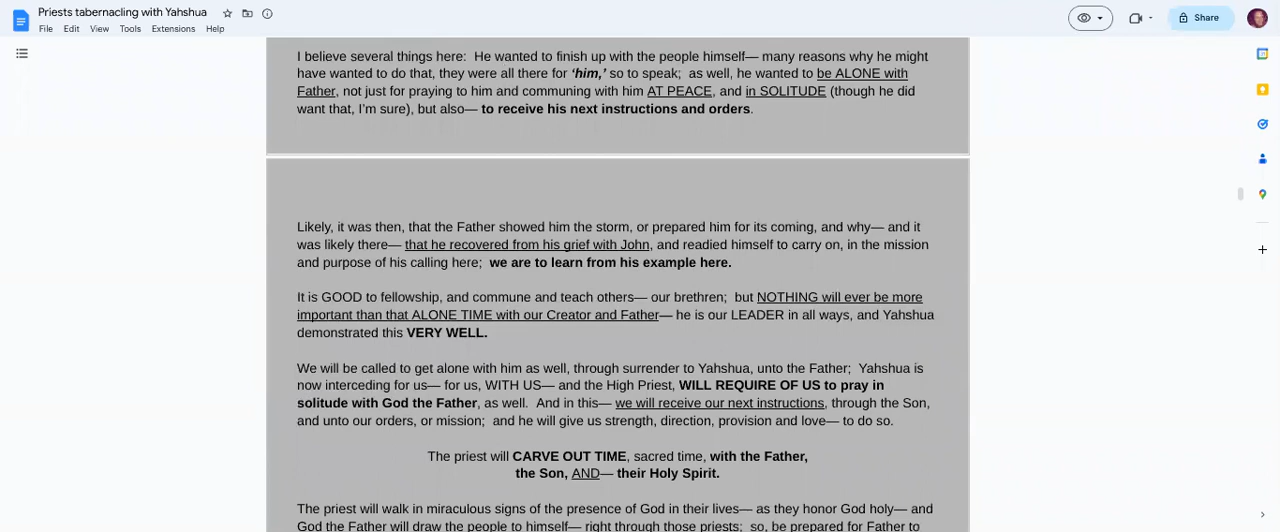 Priests tabernacling with Yahshua
File Edit View Tools Extensions Help
Share
I believe several things here:  He wanted to finish up with the people himself— many reasons why he might
have wanted to do that, they were all there for ‘him,’ so to speak;  as well, he wanted to be ALONE with
Father, not just for praying to him and communing with him AT PEACE, and in SOLITUDE (though he did
want that, I’m sure), but also— to receive his next instructions and orders.
Likely, it was then, that the Father showed him the storm, or prepared him for its coming, and why— and it
was likely there— that he recovered from his grief with John, and readied himself to carry on, in the mission
and purpose of his calling here;  we are to learn from his example here.
It is GOOD to fellowship, and commune and teach others— our brethren;  but NOTHING will ever be more
important than that ALONE TIME with our Creator and Father— he is our LEADER in all ways, and Yahshua
demonstrated this VERY WELL.
We will be called to get alone with him as well, through surrender to Yahshua, unto the Father;  Yahshua is
now interceding for us— for us, WITH US— and the High Priest, WILL REQUIRE OF US to pray in
solitude with God the Father, as well.  And in this— we will receive our next instructions, through the Son,
and unto our orders, or mission;  and he will give us strength, direction, provision and love— to do so.
The priest will CARVE OUT TIME, sacred time, with the Father,
the Son, AND— their Holy Spirit.
The priest will walk in miraculous signs of the presence of God in their lives— as they honor God holy— and
God the Father will draw the people to himself— right through those priests;  so, be prepared for Father to